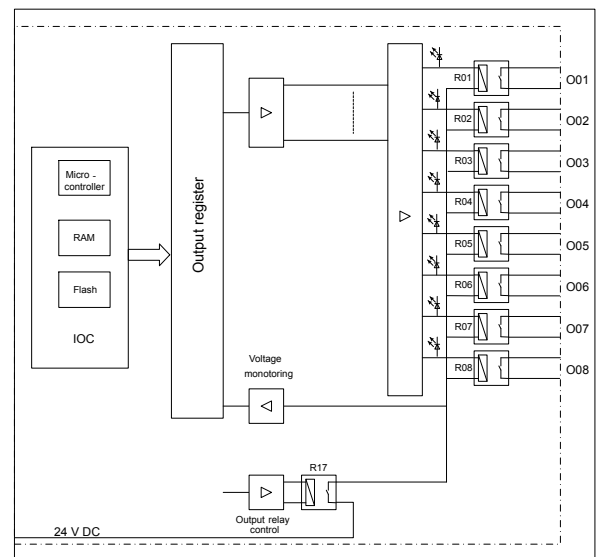 Micro -
controller
RAM
Flash
IOC
Output register
Voltage
monotoring
R17
Output relay
control
24 V DC
R01
O01
R02
O02
R03
O03
R04
O04
R05
O05
R06
O06
R07
O07
R08
O08